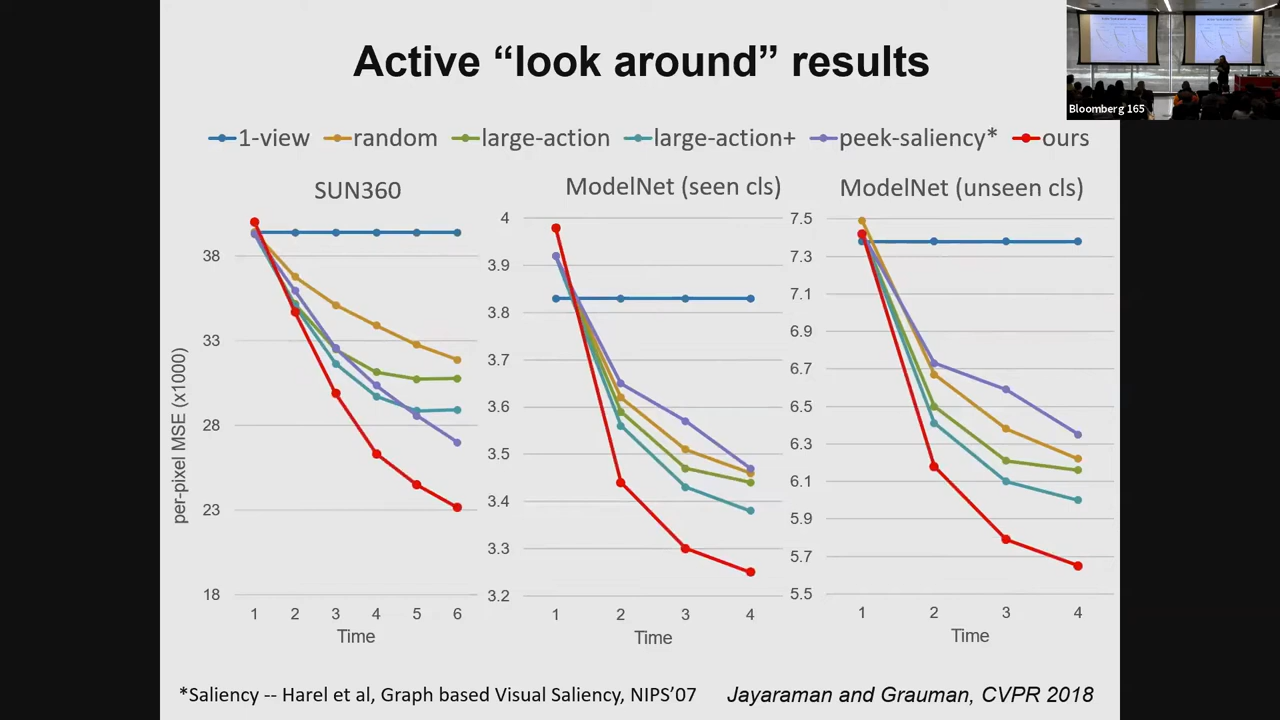 Active “look around” results
Bloomberg 165
1-view random large-action large-action+ peek-saliency* ours
SUN360
ModelNet (seen cls)
ModelNet (unseen cls)
per-pixel MSE (x1000)
38
33
28
23
18
1 2 3 4 5 6
Time
4
3.9
3.8
3.7
3.6
3.5
3.4
3.3
3.2
1 2 3 4
Time
7.5
7.3
7.1
6.9
6.7
6.5
6.3
6.1
5.9
5.7
5.5
1 2 3 4
Time
*Saliency -- Harel et al, Graph based Visual Saliency, NIPS’07
Jayaraman and Grauman, CVPR 2018